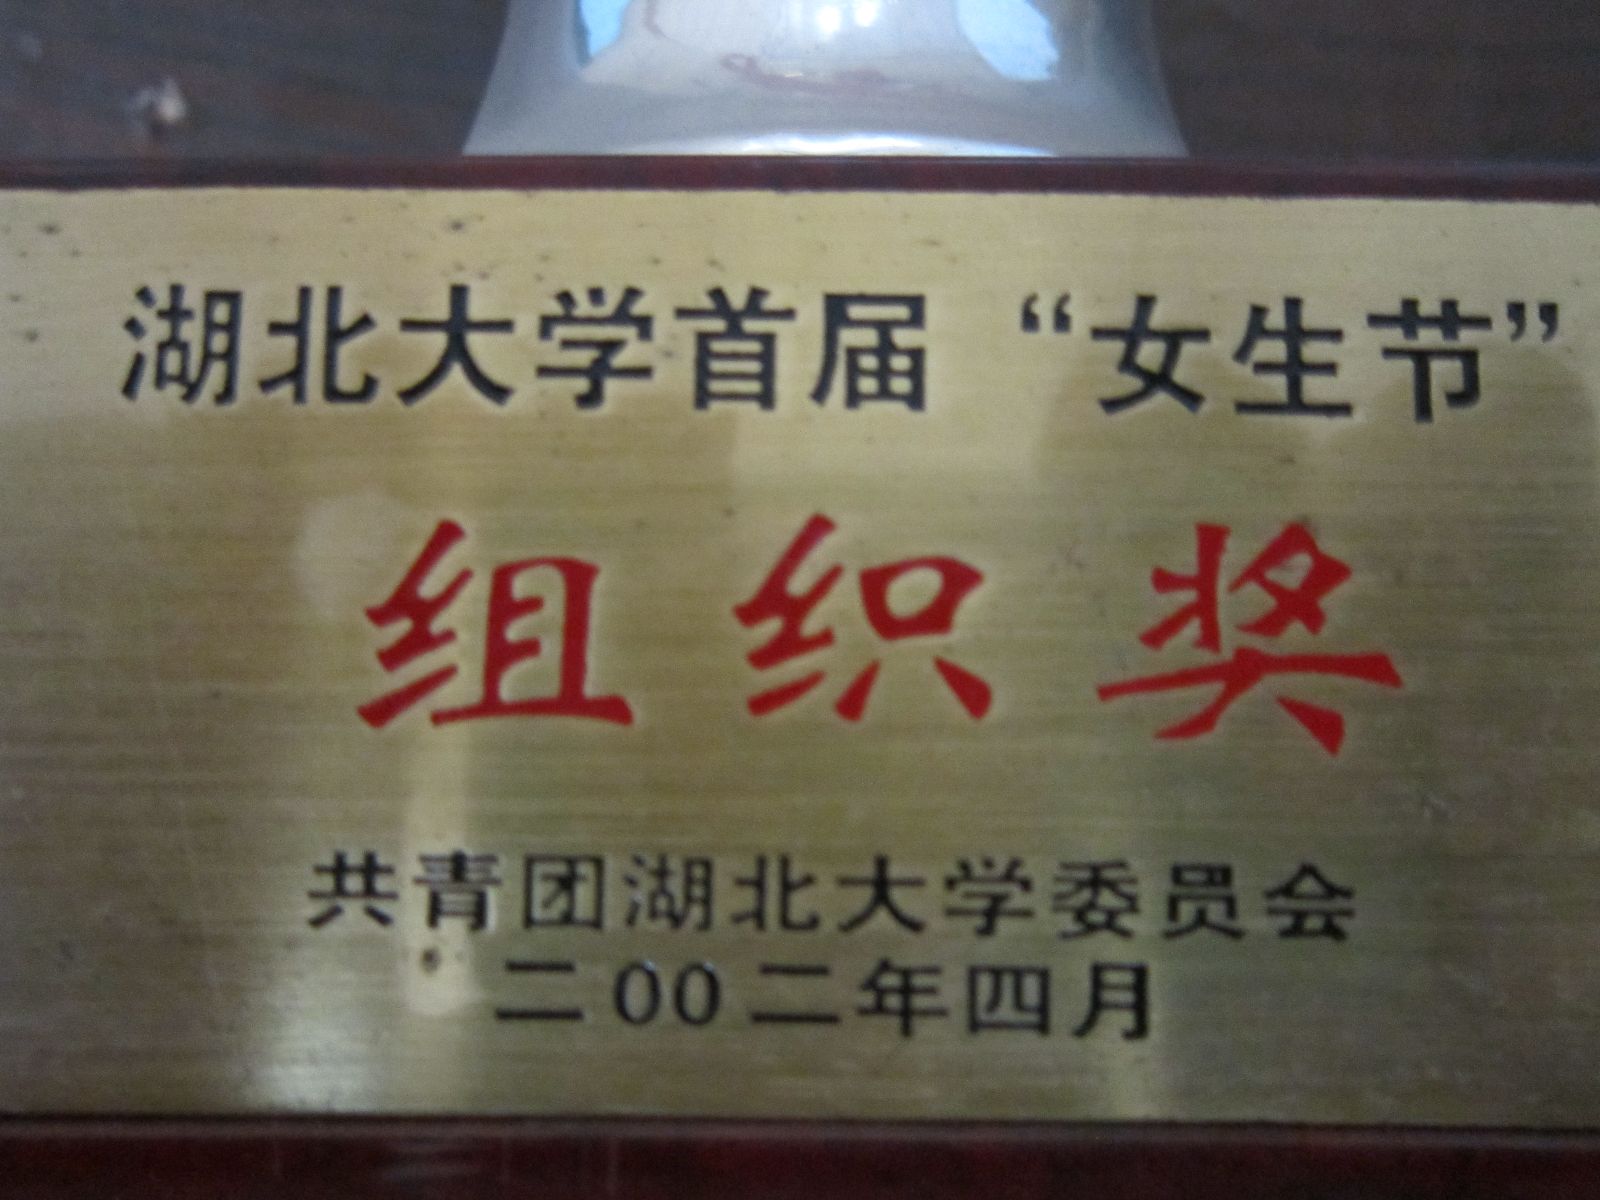 湖北大学首届“女生节”
组织奖
共青团湖北大学委员会
二00二年四月